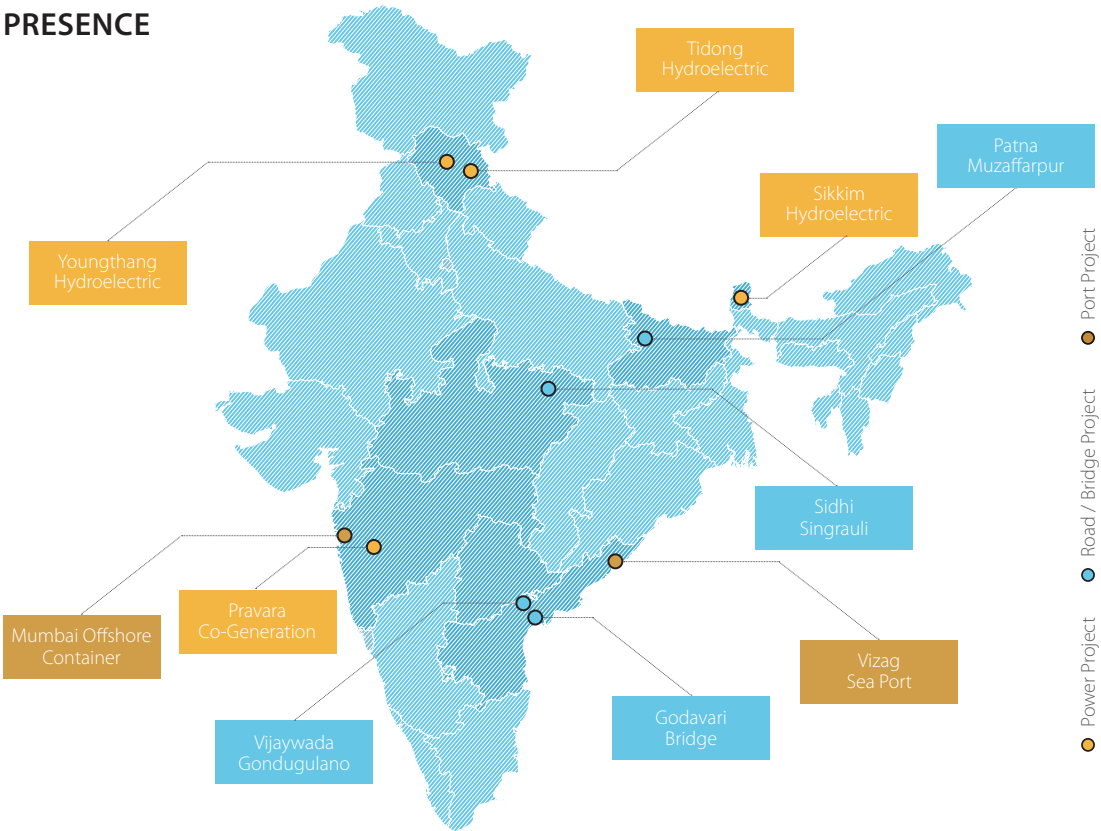 PRESENCE
Tidong
Hydroelectric
Patna
Muzaffarpur
Sikkim
Hydroelectric
Youngthang
Hydroelectric
Sidhi
Singrauli
Pravara
Co-Generation
Mumbai Offshore
Container
Vizag
Sea Port
Godavari
Bridge
Vijaywada
Gondugulano
Port Project
Road / Bridge Project
Power Project